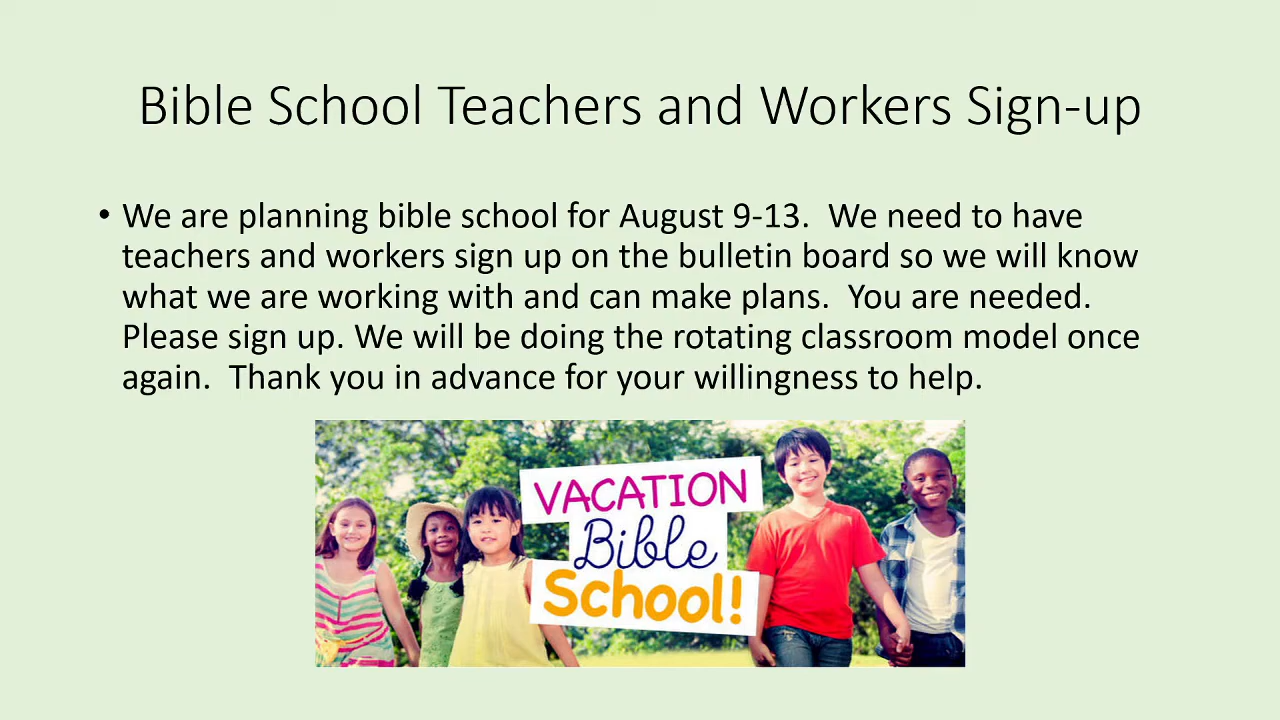 Bible School Teachers and Workers Sign-up
• We are planning bible school for August 9-13.  We need to have
teachers and workers sign up on the bulletin board so we will know
what we are working with and can make plans.  You are needed.
Please sign up. We will be doing the rotating classroom model once
again.  Thank you in advance for your willingness to help.
VACATION
Bible
School!